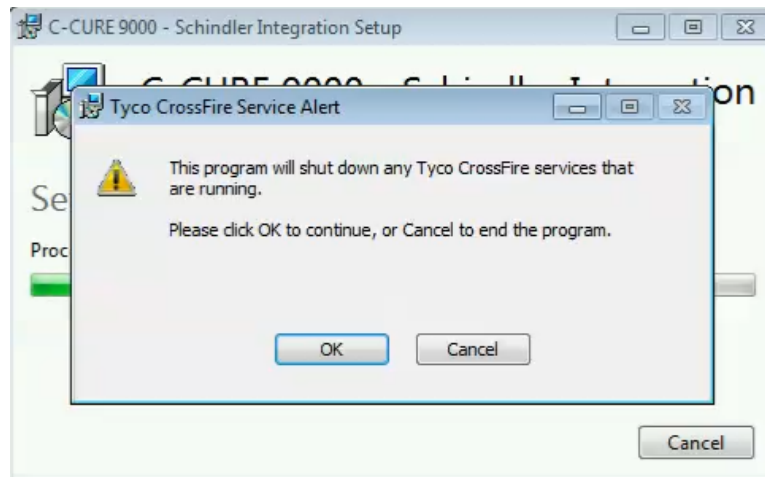 C-CURE 9000 - Schindler Integration Setup
Tyco CrossFire Service Alert
This program will shut down any Tyco CrossFire services that
are running.
Please click OK to continue, or Cancel to end the program.
OK
Cancel
Cancel